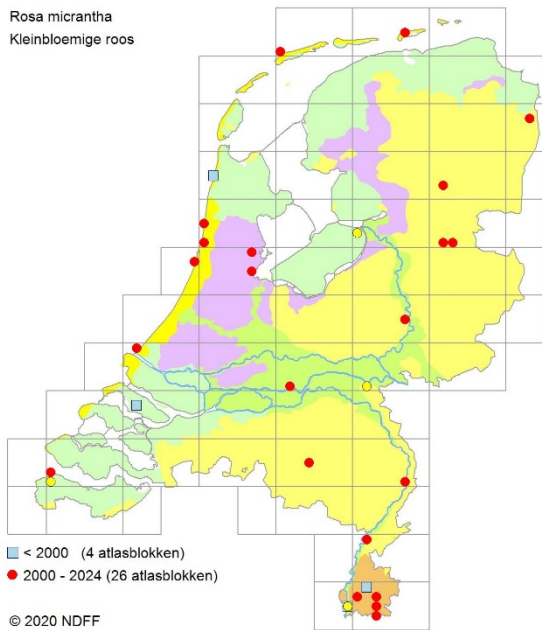 Rosa micrantha
Kleinbloemige roos
< 2000 (4 atlasblokken)
2000 - 2024 (26 atlasblokken)
© 2020 NDFF